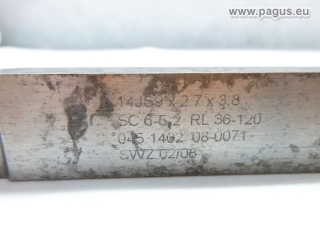 © www.pagus.eu
14JS9 x 2.7 x 3.8
SC 6-5.2 RL 36-120
045.1402 08-0071
SWZ 02/08